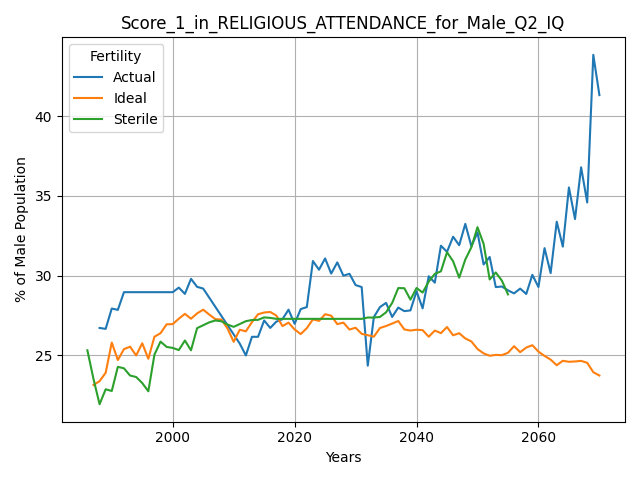 Score_1_in_RELIGIOUS_ATTENDANCE_for_Male_Q2_IQ
Fertility
Actual
Ideal
Sterile
% of Male Population
40
35
30
25
2000
2020
2040
2060
Years